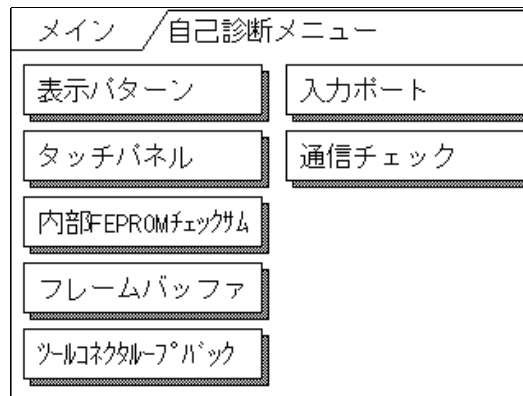 メイン 自己診断メニュー
表示パターン 入力ポート
タッチパネル 通信チェック
内部FEPROMﾁｪｯｸｻﾑ
フレームバッファ
ﾂｰﾙｺﾈｸﾀﾙｰﾌﾟﾊﾞｯｸ